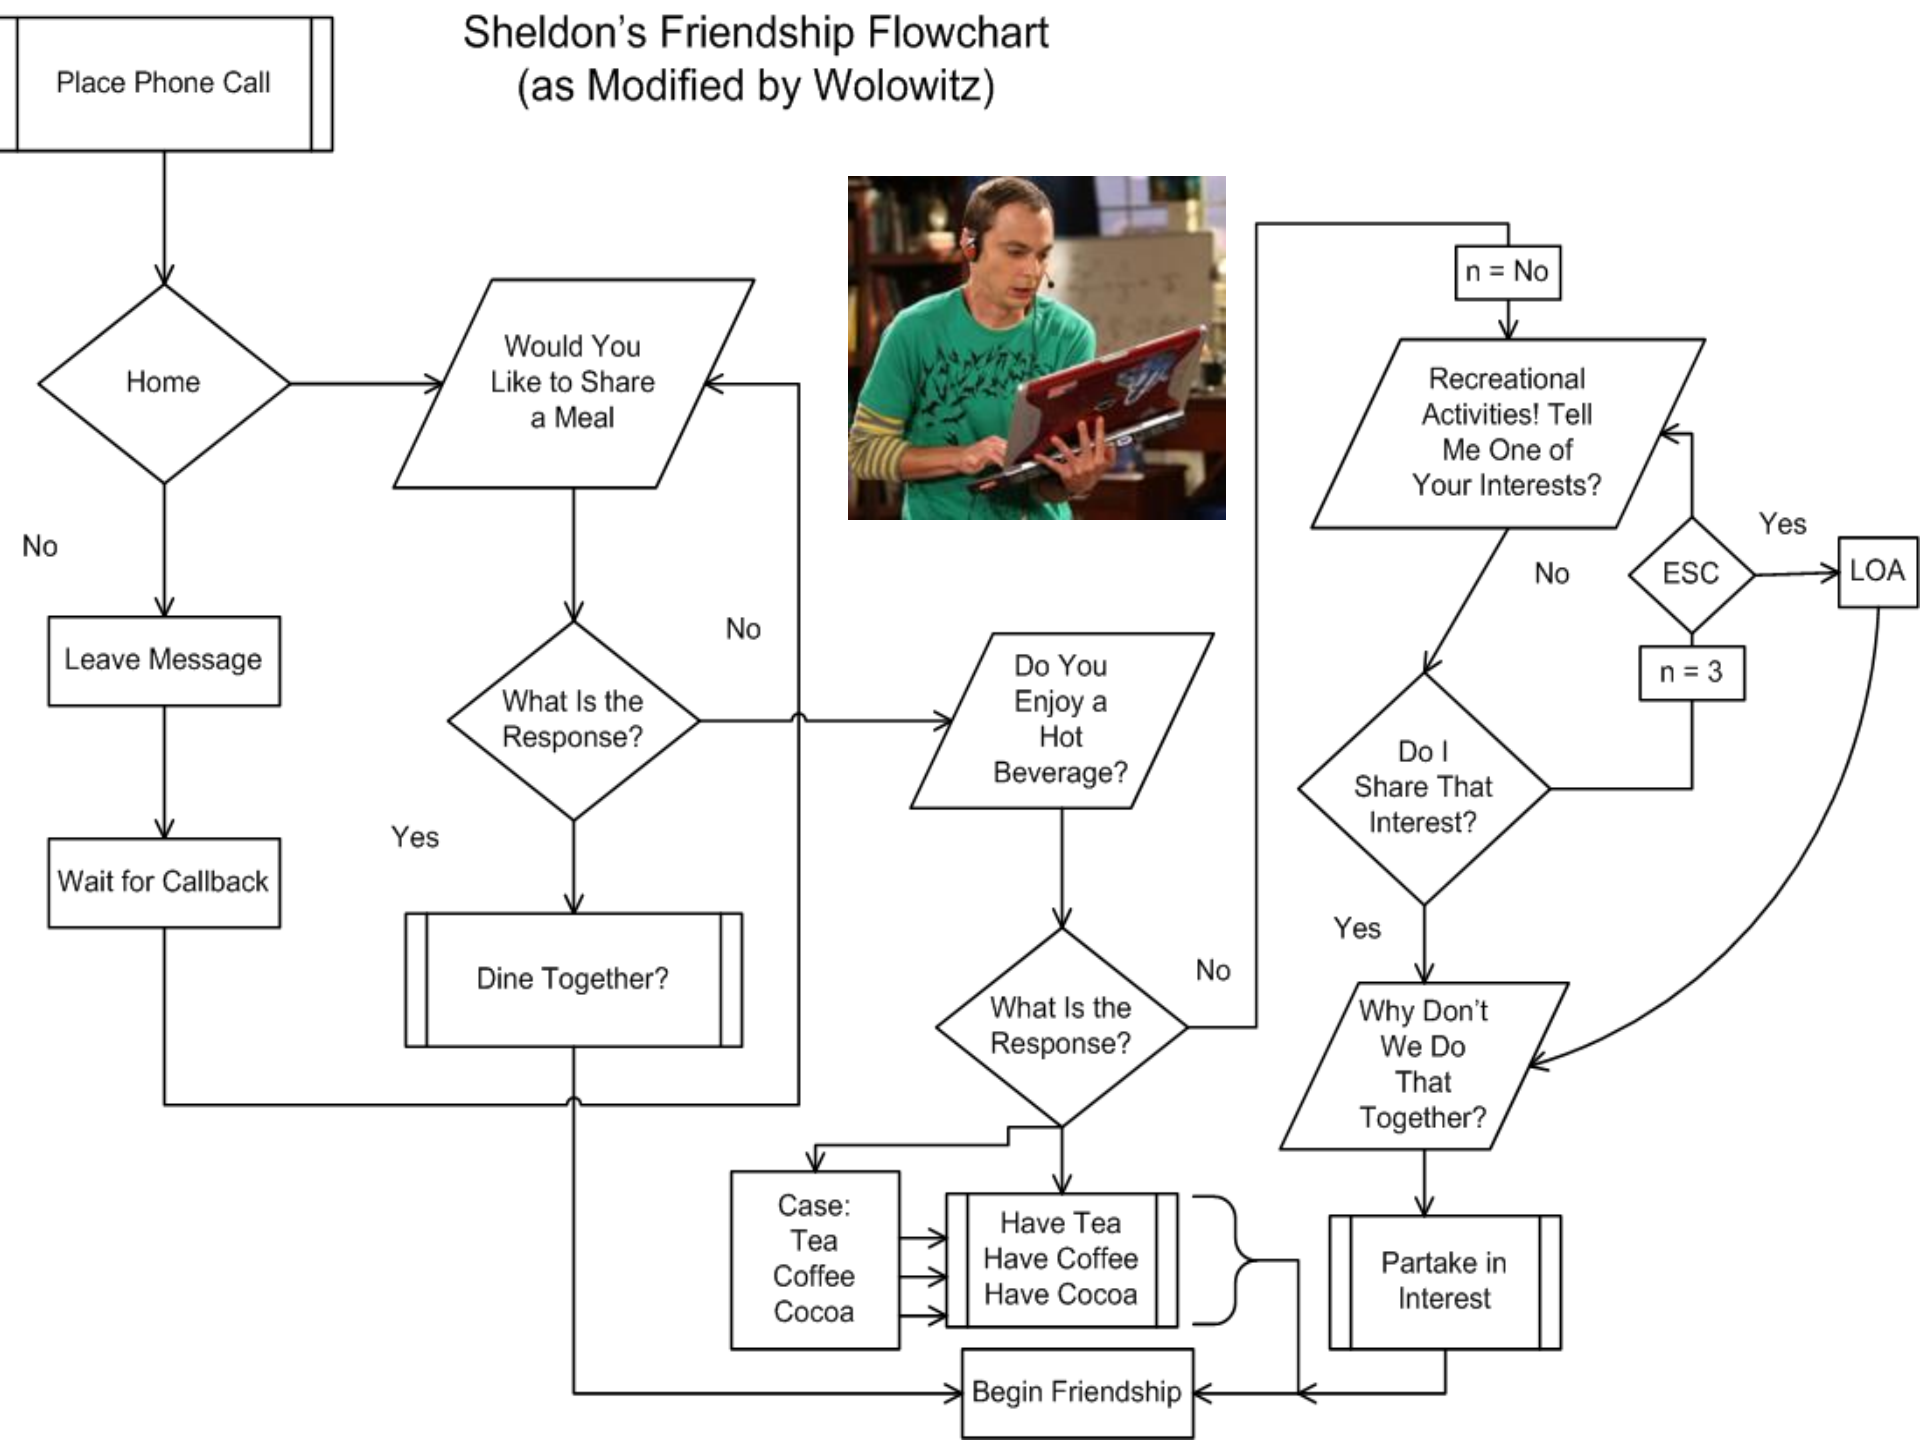 Sheldon's Friendship Flowchart
(as Modified by Wolowitz)
Place Phone Call
Home
No
Leave Message
Wait for Callback
Would You
Like to Share
a Meal
No
What Is the
Response?
Yes
Dine Together?
Do You
Enjoy a
Hot
Beverage?
What Is the
Response?
No
Case:
Tea
Coffee
Cocoa
Have Tea
Have Coffee
Have Cocoa
Begin Friendship
n = No
Recreational
Activities! Tell
Me One of
Your Interests?
No
ESC
Yes
LOA
n = 3
Do I
Share That
Interest?
Yes
Why Don't
We Do
That
Together?
Partake in
Interest